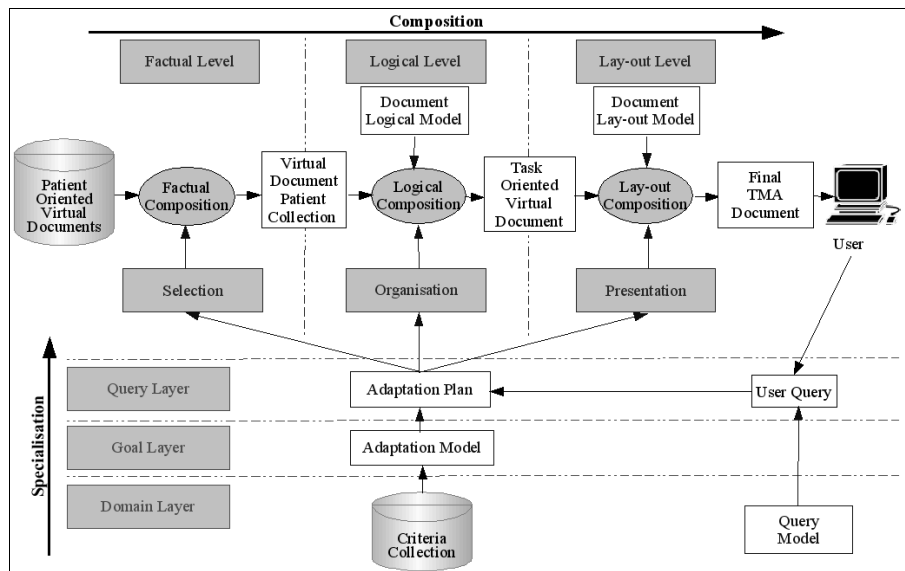 Composition
Factual Level
Logical Level
Lay-out Level
Document
Logical Model
Document
Lay-out Model
Patient
Oriented
Virtual
Documents
Factual
Composition
Virtual
Document
Patient
Collection
Logical
Composition
Task
Oriented
Virtual
Document
Lay-out
Composition
Final
TMA
Document
User
Selection
Organisation
Presentation
Specialisation
Query Layer
Adaptation Plan
User Query
Goal Layer
Adaptation Model
Domain Layer
Criteria
Collection
Query
Model